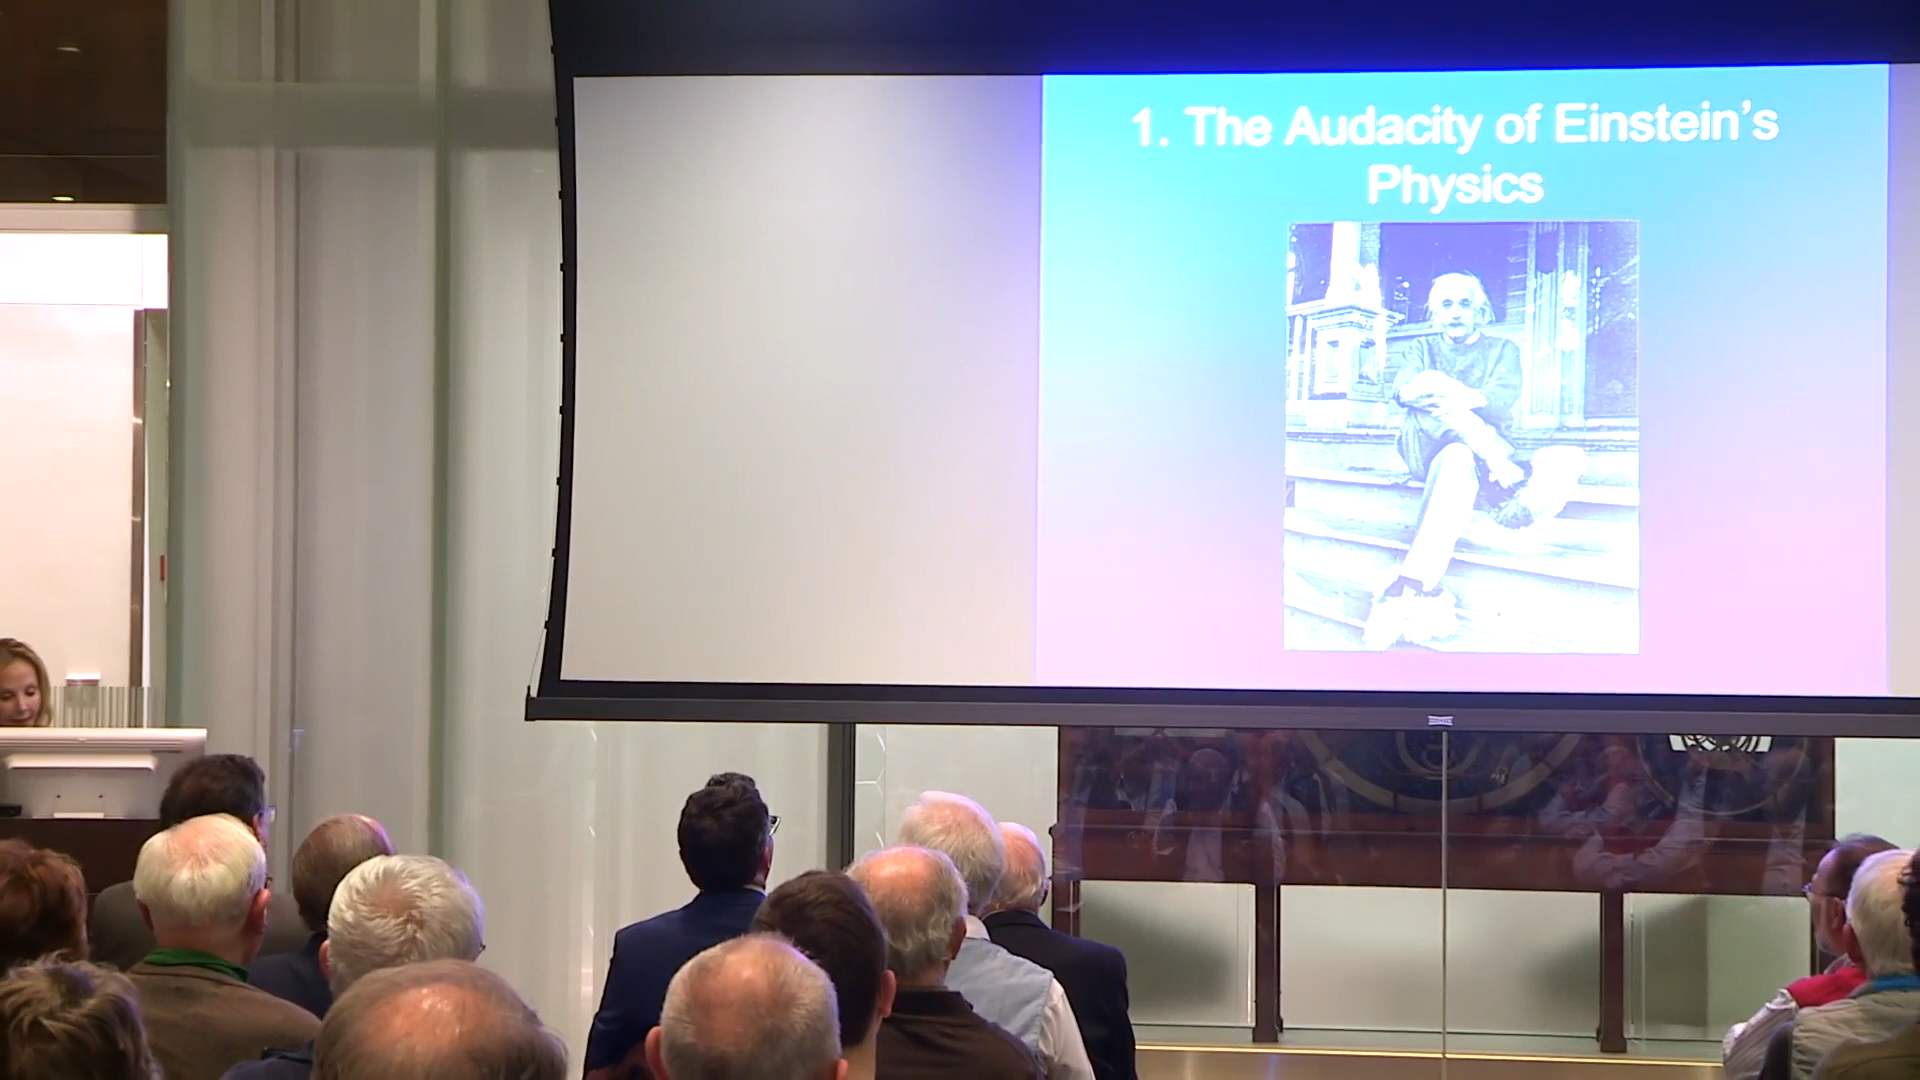 1. The Audacity of Einstein’s
Physics